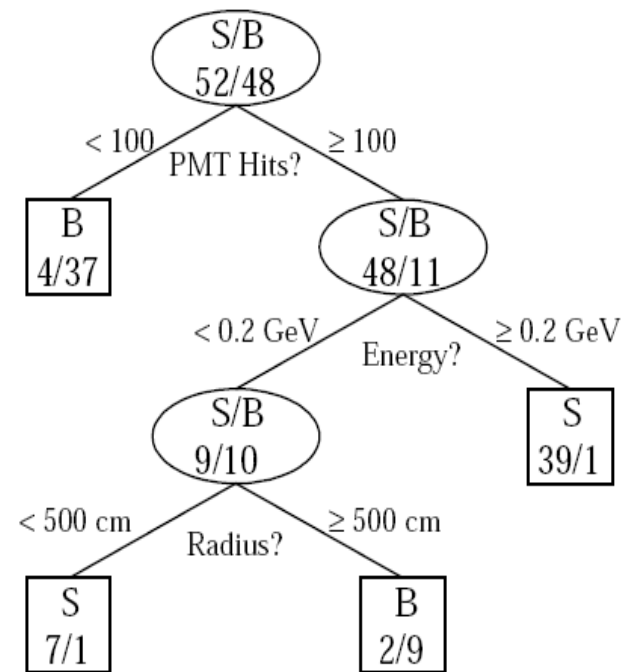 S/B
52/48
< 100
≥ 100
PMT Hits?
B
4/37
S/B
48/11
< 0.2 GeV
≥ 0.2 GeV
Energy?
S/B
9/10
S
39/1
< 500 cm
≥ 500 cm
Radius?
S
7/1
B
2/9